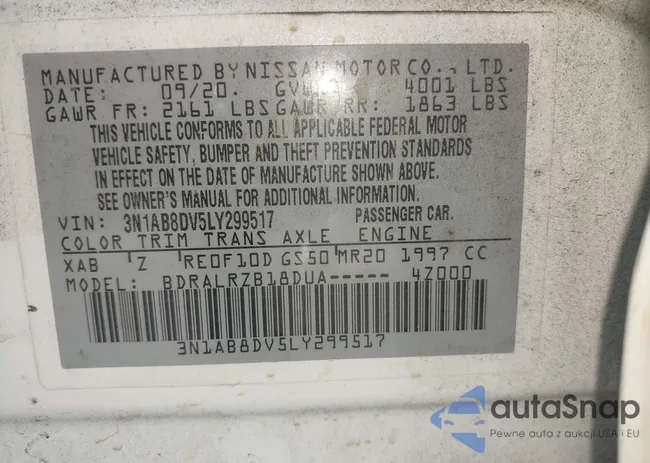 MANUFACTURED BY NISSAN MOTOR CO., LTD.
DATE: 09/20. 4001 LBS
GAWR FR: 2161 LBS GAWR RR: 1863 LBS
THIS VEHICLE CONFORMS TO ALL APPLICABLE FEDERAL MOTOR
VEHICLE SAFETY, BUMPER AND THEFT PREVENTION STANDARDS
IN EFFECT ON THE DATE OF MANUFACTURE SHOWN ABOVE.
SEE OWNER'S MANUAL FOR ADDITIONAL INFORMATION.
VIN: 3N1AB8DV5LY299517 PASSENGER CAR.
COLOR TRIM TRANS AXLE ENGINE
XAB Z RE0F10D GS50 MR20 1997 CC
MODEL: BDRALRZB18DUA----- 4Z000
3N1AB8DV5LY299517
autaSnap
Pewne auta z aukcji USA i EU